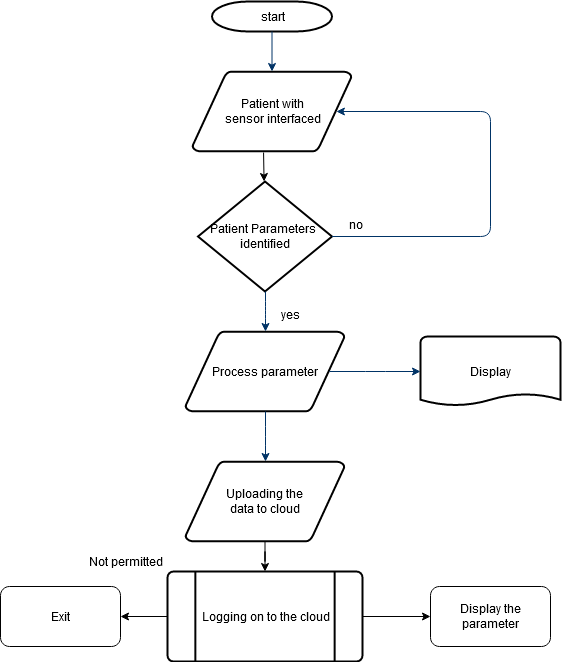 start
Patient with
sensor interfaced
Patient Parameters
identified
no
yes
Process parameter
Display
Uploading the
data to cloud
Not permitted
Exit
Logging on to the cloud
Display the
parameter